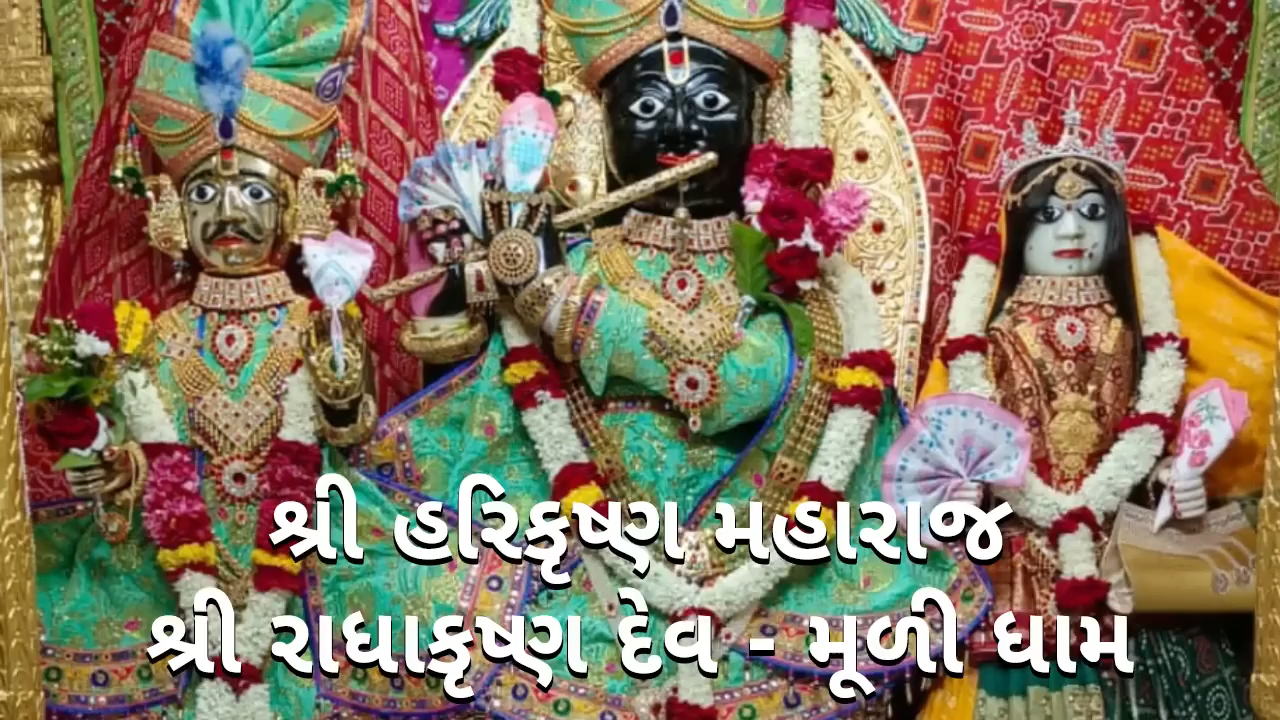 શ્રી હરિકૃષ્ણ મહારાજ
શ્રી રાધાકૃષ્ણ દેવ - મૂળી ધામ